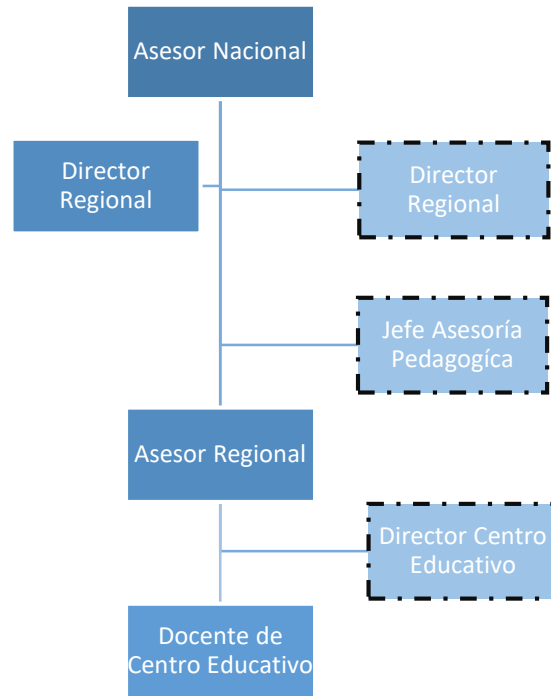 Asesor Nacional
Director
Regional
Director
Regional
Jefe Asesoría
Pedagogíca
Asesor Regional
Director Centro
Educativo
Docente de
Centro Educativo